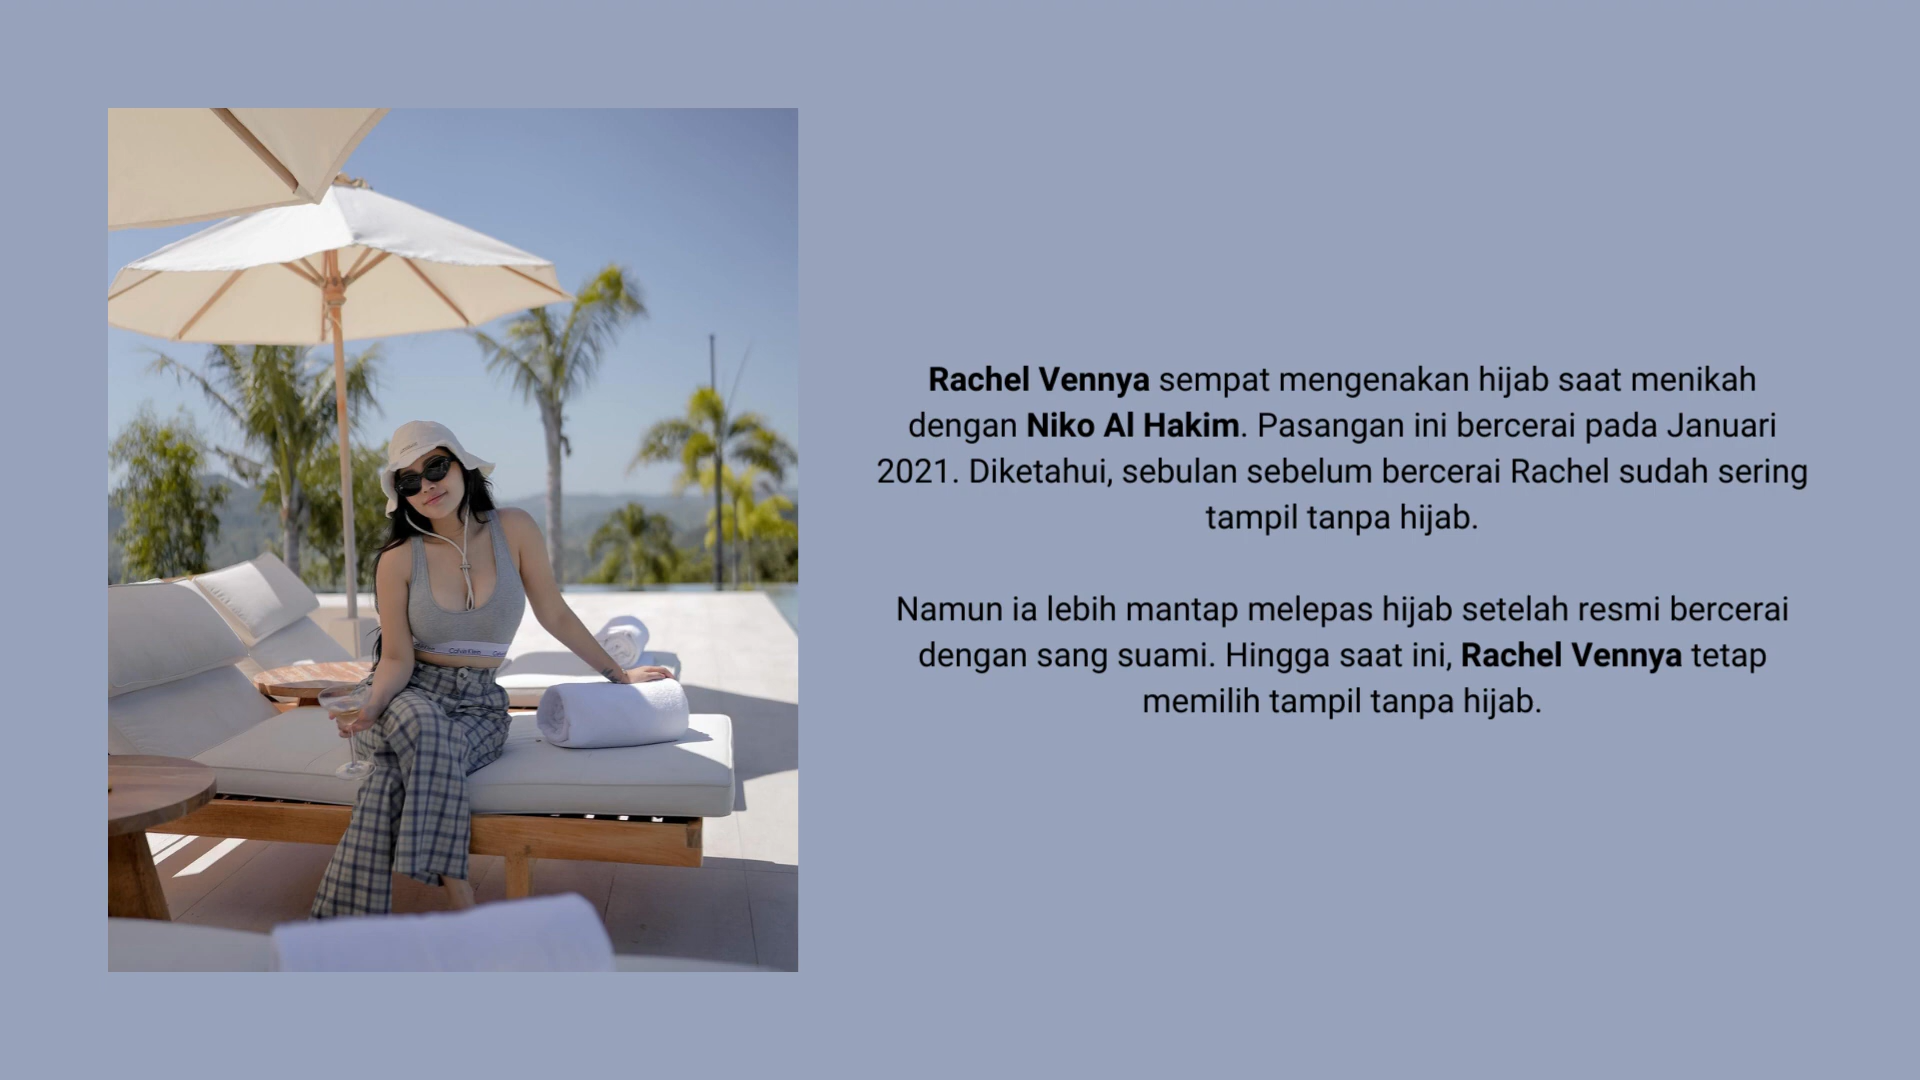 Rachel Vennya sempat mengenakan hijab saat menikah
dengan Niko Al Hakim. Pasangan ini bercerai pada Januari
2021. Diketahui, sebulan sebelum bercerai Rachel sudah sering
tampil tanpa hijab.
Namun ia lebih mantap melepas hijab setelah resmi bercerai
dengan sang suami. Hingga saat ini, Rachel Vennya tetap
memilih tampil tanpa hijab.
Calvin Klein